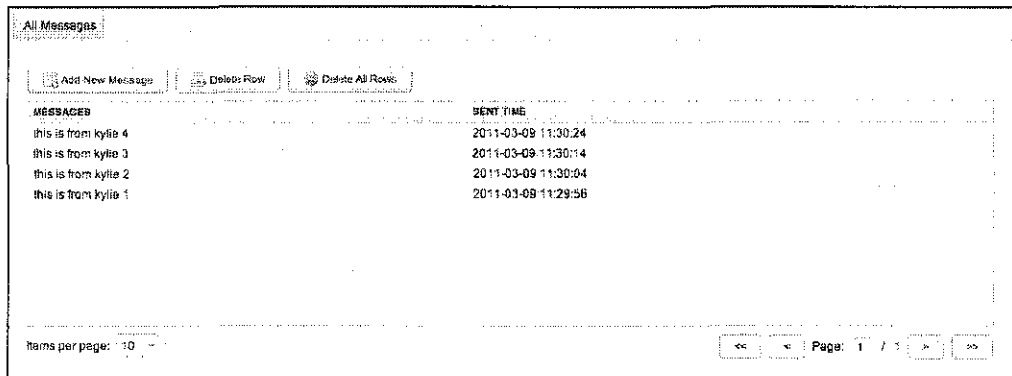 All Messages
Add New Message Delete Row Delete All Rows
MESSAGES SENT TIME
this is from kylie 4 2011-03-09 11:30:24
this is from kylie 3 2011-03-09 11:30:14
this is from kylie 2 2011-03-09 11:30:04
this is from kylie 1 2011-03-09 11:29:56
Items per page: 10 << < Page: 1 / 1 > >>